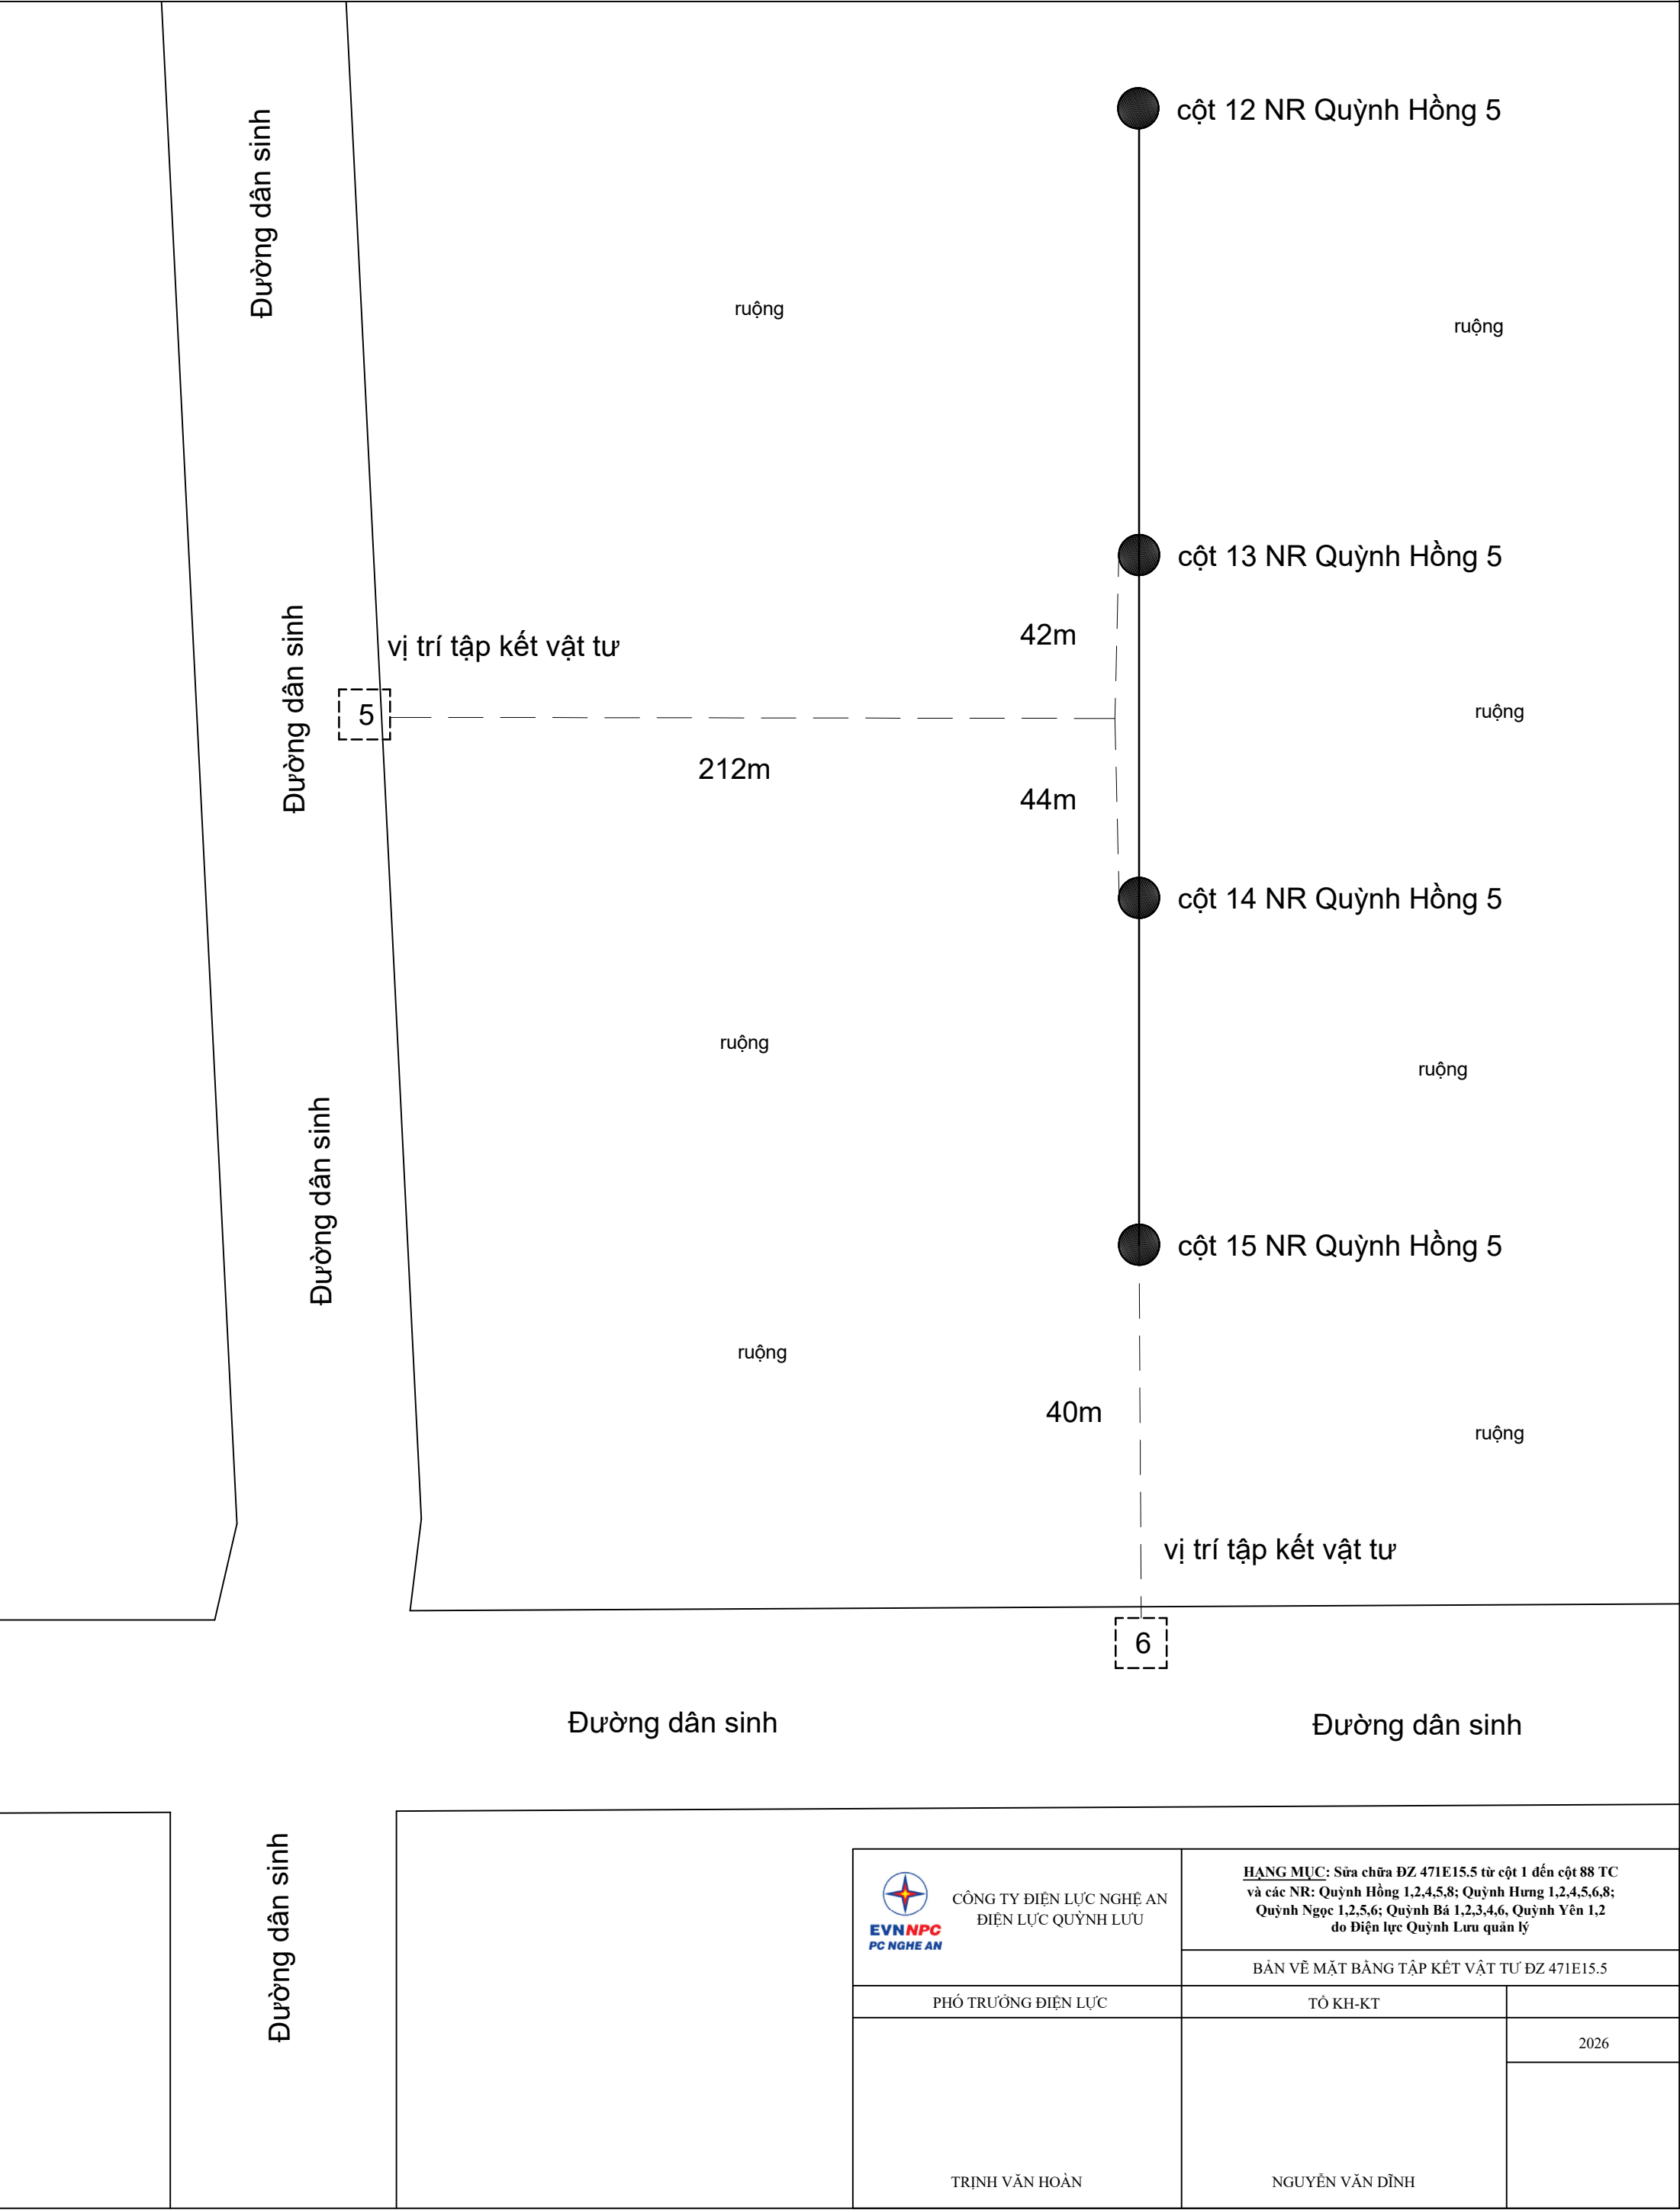 cột 12 NR Quỳnh Hồng 5
Đường dân sinh
ruộng
ruộng
cột 13 NR Quỳnh Hồng 5
42m
vị trí tập kết vật tư
Đường dân sinh
5
ruộng
212m
44m
cột 14 NR Quỳnh Hồng 5
ruộng
ruộng
Đường dân sinh
cột 15 NR Quỳnh Hồng 5
ruộng
40m
ruộng
vị trí tập kết vật tư
6
Đường dân sinh
Đường dân sinh
Đường dân sinh
EVNNPC
PC NGHE AN
CÔNG TY ĐIỆN LỰC NGHỆ AN
ĐIỆN LỰC QUỲNH LƯU
HẠNG MỤC: Sửa chữa ĐZ 471E15.5 từ cột 1 đến cột 88 TC
và các NR: Quỳnh Hồng 1,2,4,5,8; Quỳnh Hưng 1,2,4,5,6,8;
Quỳnh Ngọc 1,2,5,6; Quỳnh Bá 1,2,3,4,6, Quỳnh Yên 1,2
do Điện lực Quỳnh Lưu quản lý
BẢN VẼ MẶT BẰNG TẬP KẾT VẬT TƯ ĐZ 471E15.5
PHÓ TRƯỞNG ĐIỆN LỰC
TỔ KH-KT
2026
TRỊNH VĂN HOÀN
NGUYỄN VĂN DĨNH